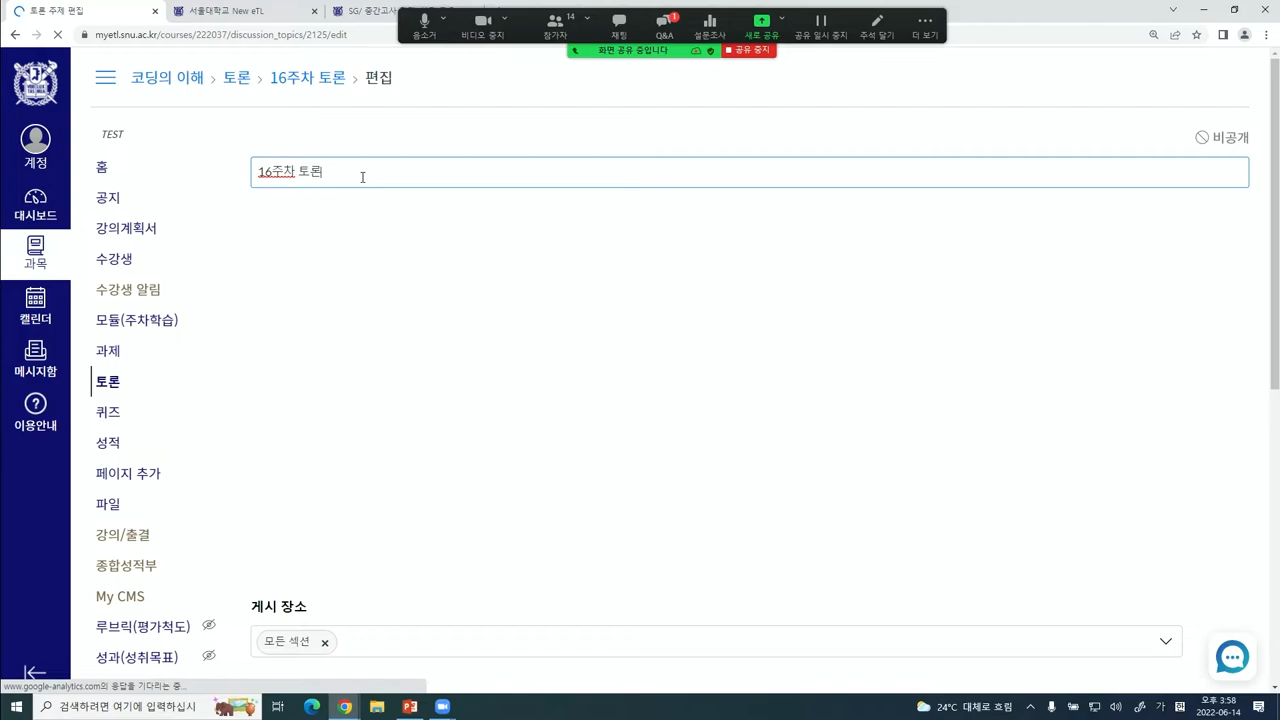 토론 주제 편집
서울대학교 New eTL
SG/ 중간고사
myetl.snu.ac.kr/courses/222037/discussion_topics/2125/edit
음소거
비디오 중지
14
참가자
채팅
1
Q&A
설문조사
새로 공유
공유 일시 중지
주석 달기
더 보기
화면 공유 중입니다
공유 중지
계정
대시보드
과목
캘린더
메시지함
이용안내
코딩의 이해 > 토론 > 16주차 토론 > 편집
TEST
홈
공지
강의계획서
수강생
수강생 알림
모듈(주차학습)
과제
토론
퀴즈
성적
페이지 추가
파일
강의/출결
종합성적부
My CMS
루브릭(평가척도)
성과(성취목표)
비공개
16주차 토론
게시 장소
모든 섹션
www.google-analytics.com의 응답을 기다리는 중...
검색하려면 여기에 입력하십시
24℃ 대체로 흐림
가
오후 3:58
2022-06-14